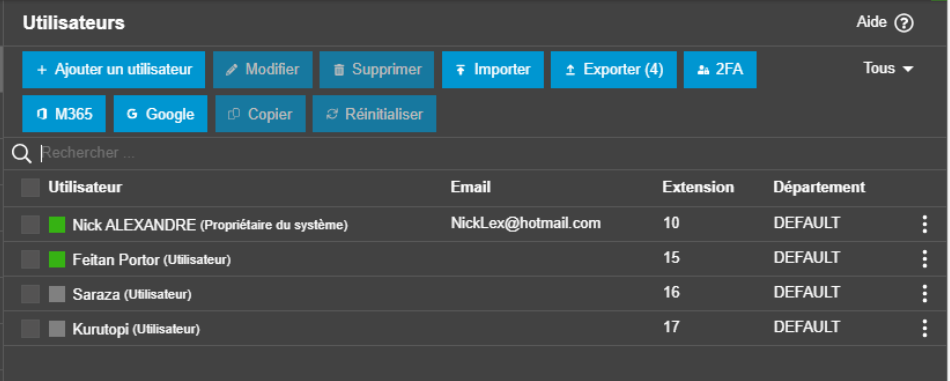 Utilisateurs
Aide ?
+ Ajouter un utilisateur Modifier Supprimer Importer Exporter (4) 2FA Tous
M365 G Google Copier Réinitialiser
Rechercher ...
Utilisateur Email Extension Département
Nick ALEXANDRE (Propriétaire du système) NickLex@hotmail.com 10 DEFAULT
Feitan Portor (Utilisateur) 15 DEFAULT
Saraza (Utilisateur) 16 DEFAULT
Kurutopi (Utilisateur) 17 DEFAULT